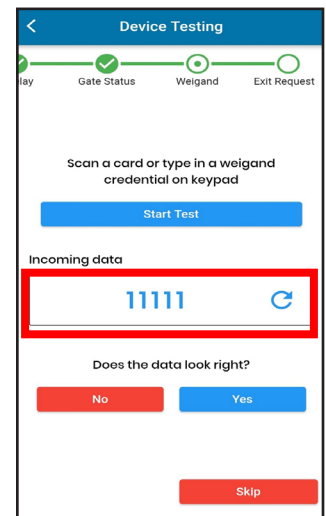 Device Testing
lay Gate Status Weigand Exit Request
Scan a card or type in a weigand
credential on keypad
Start Test
Incoming data
11111
Does the data look right?
No Yes
Skip